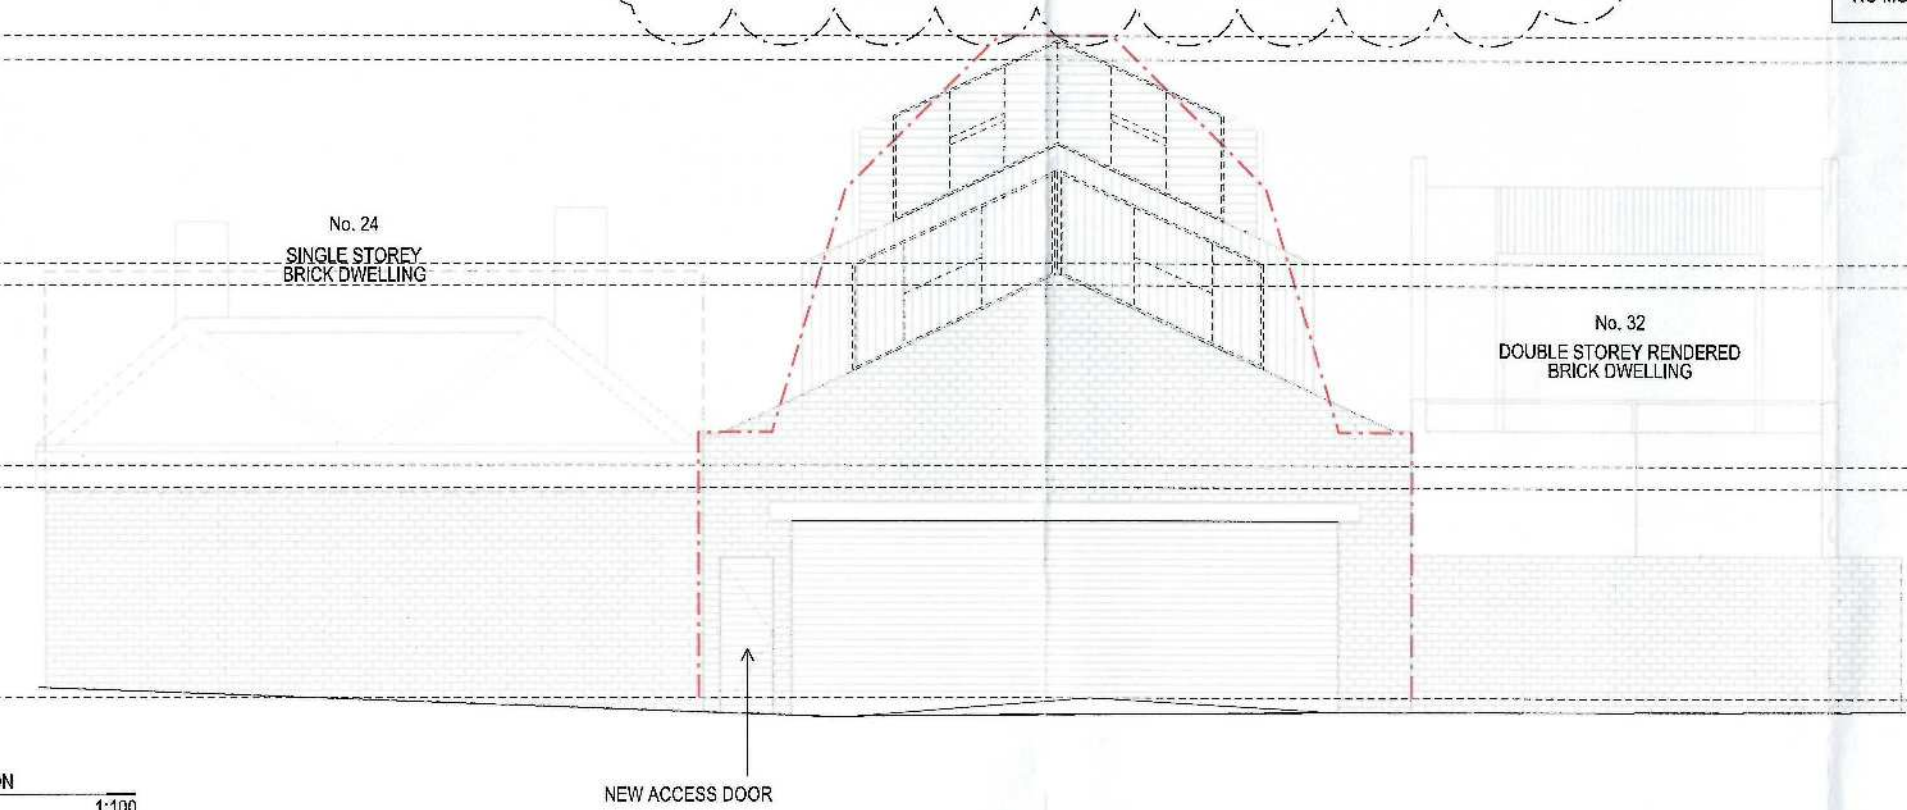 No. 24
SINGLE STOREY
BRICK DWELLING
No. 32
DOUBLE STOREY RENDERED
BRICK DWELLING
NEW ACCESS DOOR
1:100